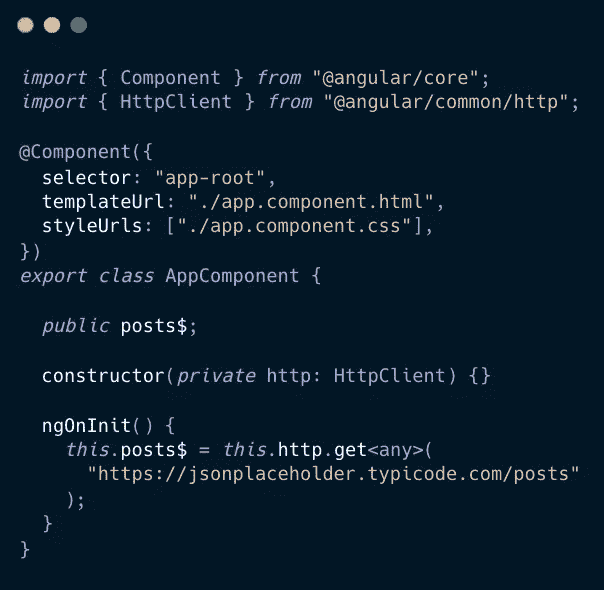 import { Component } from "@angular/core";
import { HttpClient } from "@angular/common/http";

@Component({
  selector: "app-root",
  templateUrl: "./app.component.html",
  styleUrls: ["./app.component.css"],
})
export class AppComponent {

  public posts$;

  constructor(private http: HttpClient) {}

  ngOnInit() {
    this.posts$ = this.http.get<any>(
      "https://jsonplaceholder.typicode.com/posts"
    );
  }
}